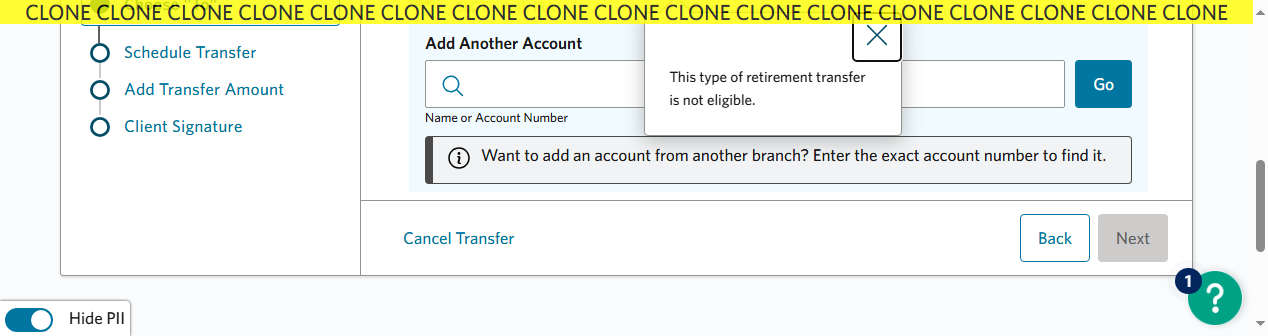 CLONE CLONE CLONE CLONE CLONE CLONE CLONE CLONE CLONE CLONE CLONE CLONE CLONE CLONE CLONE CLONE CLONE
Schedule Transfer
Add Transfer Amount
Client Signature
Add Another Account
This type of retirement transfer
is not eligible.
Go
Name or Account Number
Want to add an account from another branch? Enter the exact account number to find it.
Cancel Transfer
Back
Next
1
?
Hide PII